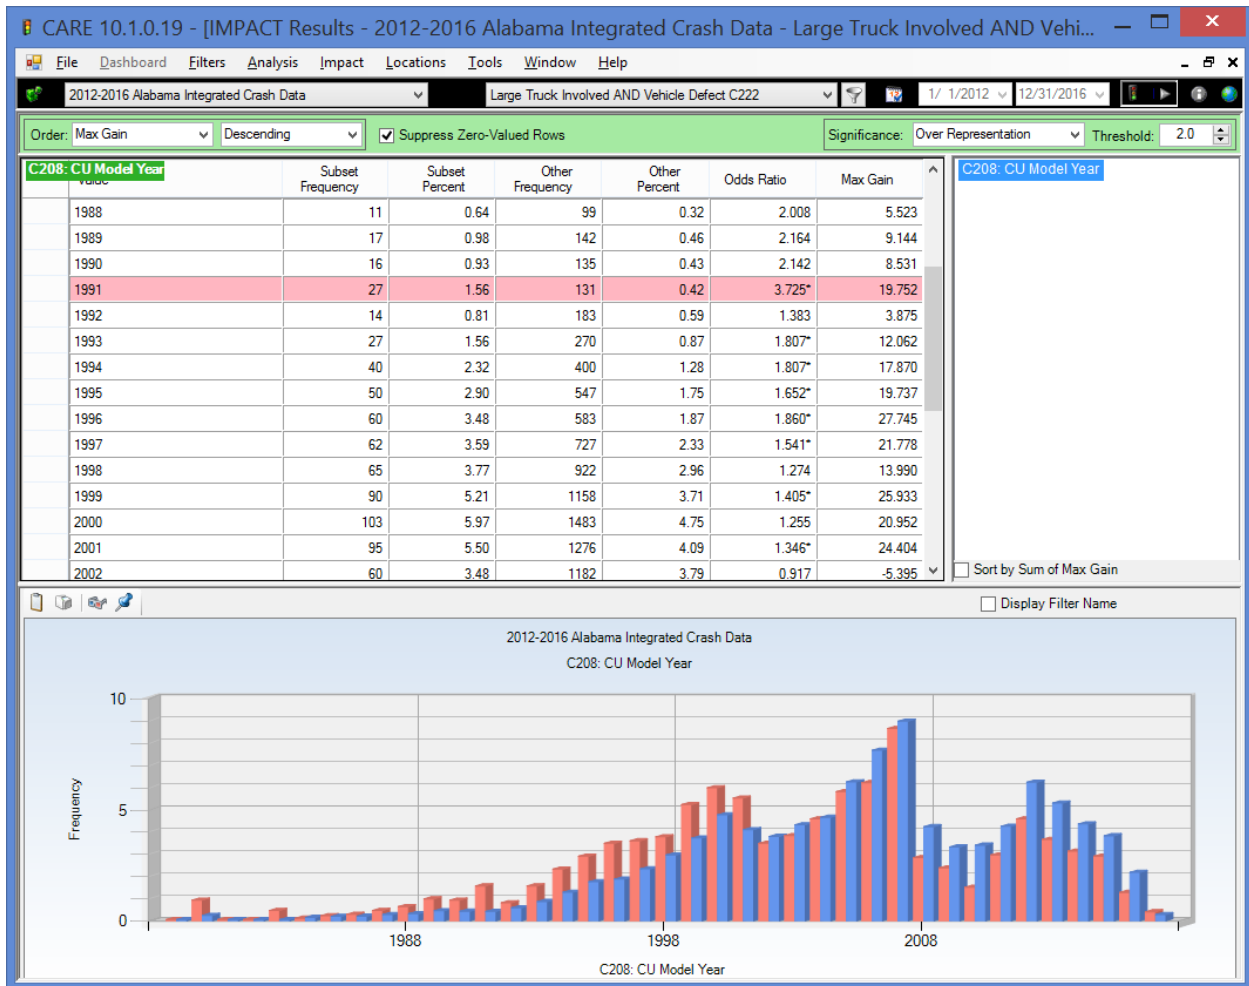 CARE 10.1.0.19 - [IMPACT Results - 2012-2016 Alabama Integrated Crash Data - Large Truck Involved AND Vehi...
File Dashboard Filters Analysis Impact Locations Tools Window Help
2012-2016 Alabama Integrated Crash Data Large Truck Involved AND Vehicle Defect C222 1/ 1/2012 12/31/2016
Order: Max Gain Descending Suppress Zero-Valued Rows Significance: Over Representation Threshold: 2.0
C208: CU Model Year
Value Subset Frequency Subset Percent Other Frequency Other Percent Odds Ratio Max Gain
C208: CU Model Year
1988 11 0.64 99 0.32 2.008 5.523
1989 17 0.98 142 0.46 2.164 9.144
1990 16 0.93 135 0.43 2.142 8.531
1991 27 1.56 131 0.42 3.725* 19.752
1992 14 0.81 183 0.59 1.383 3.875
1993 27 1.56 270 0.87 1.807* 12.062
1994 40 2.32 400 1.28 1.807* 17.870
1995 50 2.90 547 1.75 1.652* 19.737
1996 60 3.48 583 1.87 1.860* 27.745
1997 62 3.59 727 2.33 1.541* 21.778
1998 65 3.77 922 2.96 1.274 13.990
1999 90 5.21 1158 3.71 1.405* 25.933
2000 103 5.97 1483 4.75 1.255 20.952
2001 95 5.50 1276 4.09 1.346* 24.404
2002 60 3.48 1182 3.79 0.917 -5.395
Sort by Sum of Max Gain
Display Filter Name
2012-2016 Alabama Integrated Crash Data
C208: CU Model Year
10
5
0
Frequency
1988 1998 2008
C208: CU Model Year